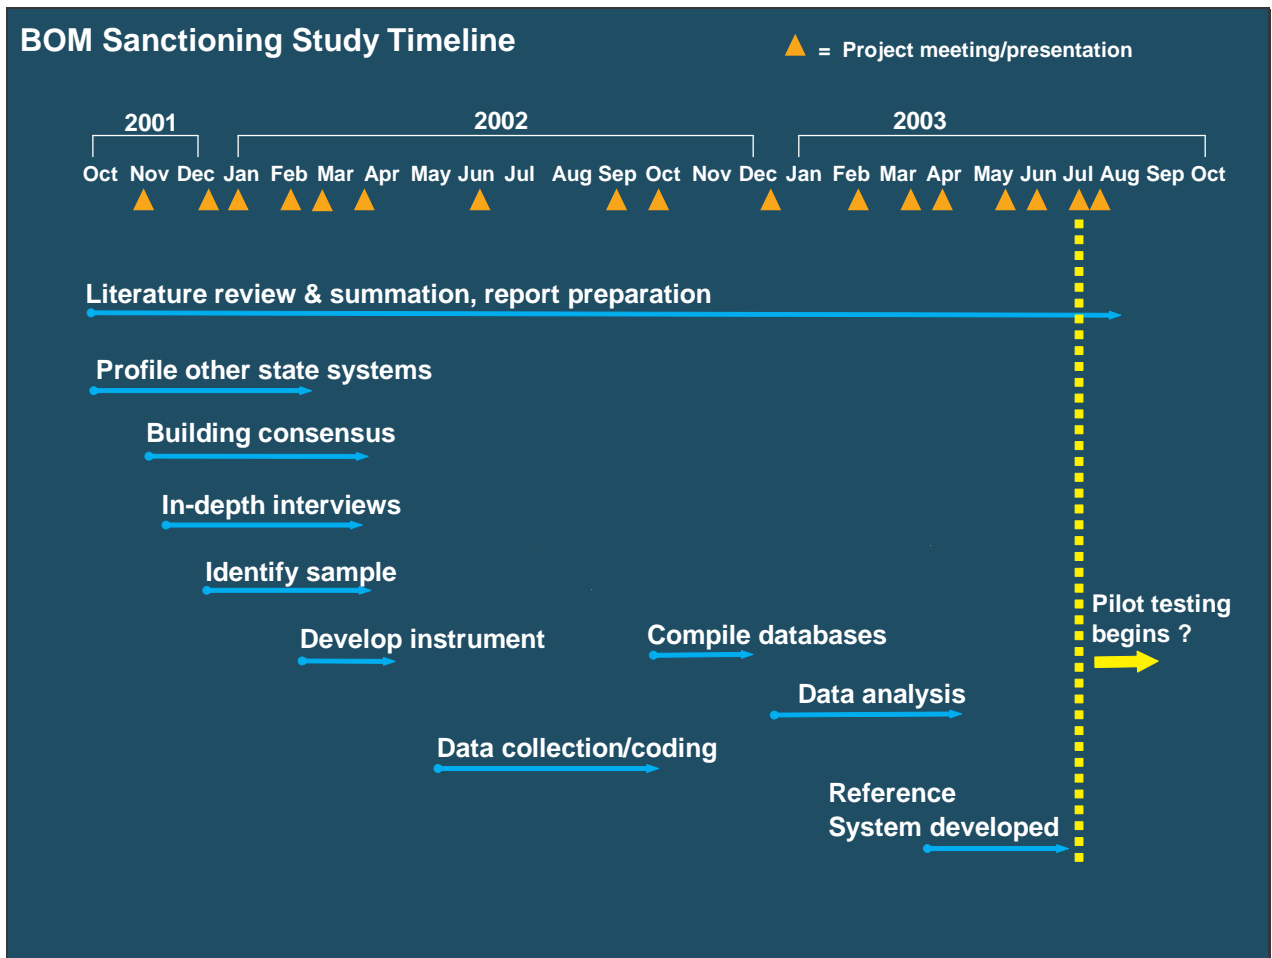 BOM Sanctioning Study Timeline
= Project meeting/presentation
2001 2002 2003
Oct Nov Dec Jan Feb Mar Apr May Jun Jul Aug Sep Oct Nov Dec Jan Feb Mar Apr May Jun Jul Aug Sep Oct
Literature review & summation, report preparation
Profile other state systems
Building consensus
In-depth interviews
Identify sample
Pilot testing
begins ?
Develop instrument
Compile databases
Data analysis
Data collection/coding
Reference
System developed